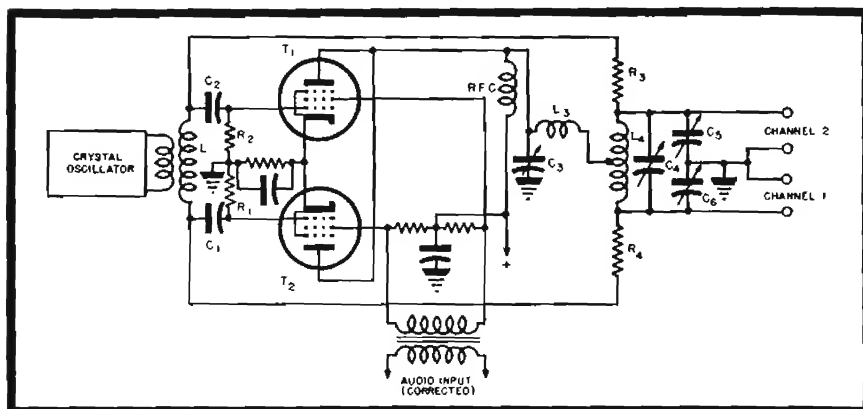 T1
C2
R3
RFC
L3
R2
L
L4
C5
CHANNEL 2
CRYSTAL
OSCILLATOR
C3
C4
R1
C6
CHANNEL 1
C1
R4
T2
+
AUDIO INPUT
(CORRECTED)